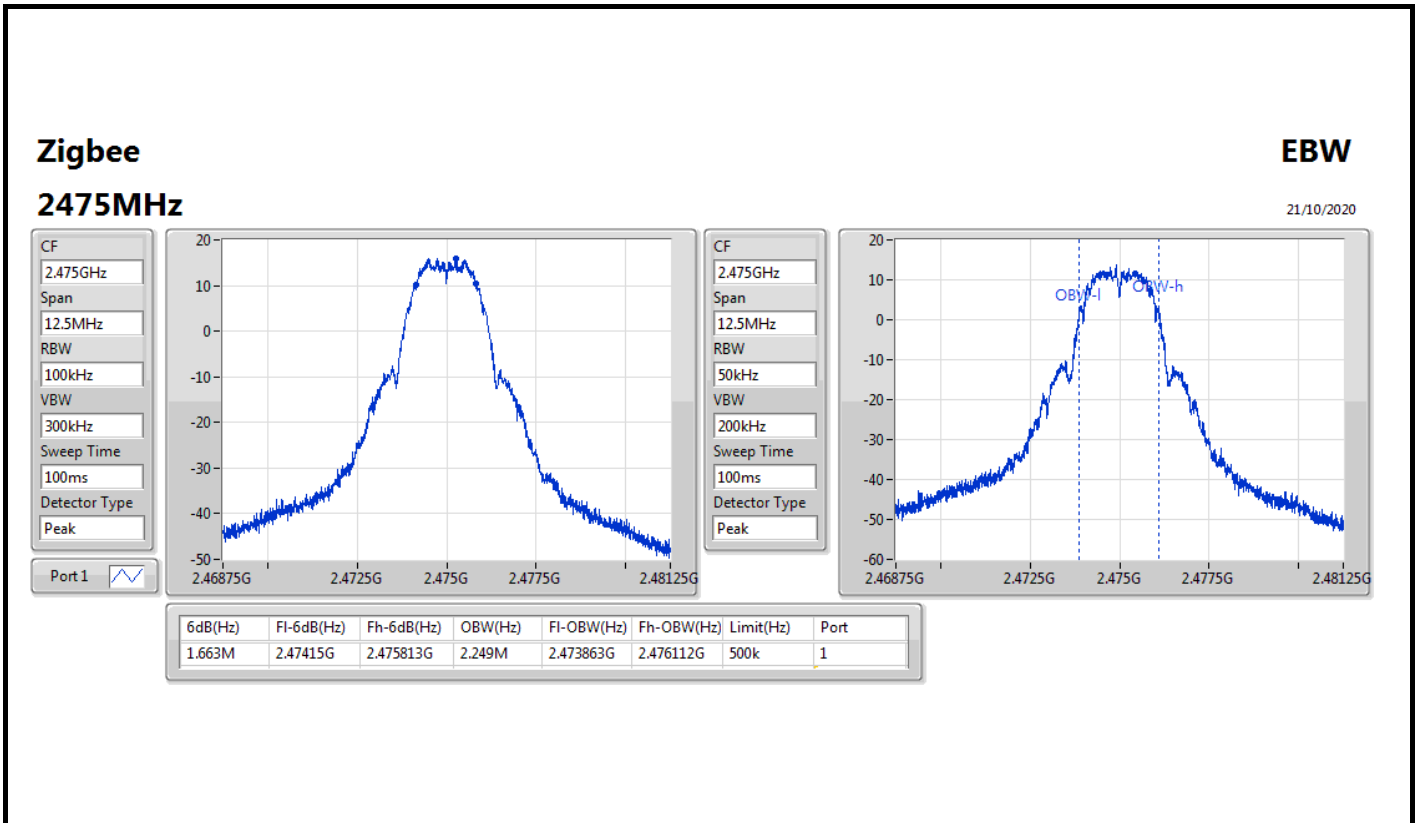 Zigbee
EBW
2475MHz
21/10/2020
CF
2.475GHz
Span
12.5MHz
RBW
100kHz
VBW
300kHz
Sweep Time
100ms
Detector Type
Peak
Port 1
20
10
0
-10
-20
-30
-40
-50
2.46875G 2.4725G 2.475G 2.4775G 2.48125G
CF
2.475GHz
Span
12.5MHz
RBW
50kHz
VBW
200kHz
Sweep Time
100ms
Detector Type
Peak
20
10
0
-10
-20
-30
-40
-50
-60
OBW-l OBW-h
2.46875G 2.4725G 2.475G 2.4775G 2.48125G
6dB(Hz) Fl-6dB(Hz) Fh-6dB(Hz) OBW(Hz) Fl-OBW(Hz) Fh-OBW(Hz) Limit(Hz) Port
1.663M 2.47415G 2.475813G 2.249M 2.473863G 2.476112G 500k 1